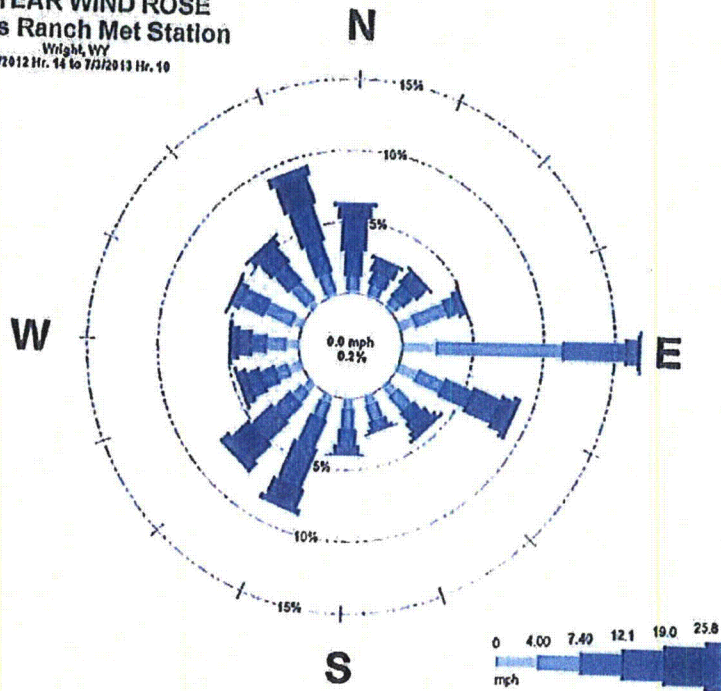 YEAR WIND ROSE
s Ranch Met Station
Wright, WY
/2012 Hr. 14 to 7/3/2013 Hr. 10
N
15%
10%
5%
W
0.0 mph
0.2%
E
5%
10%
15%
S
0 4.00 7.40 12.1 19.0 25.8
mph